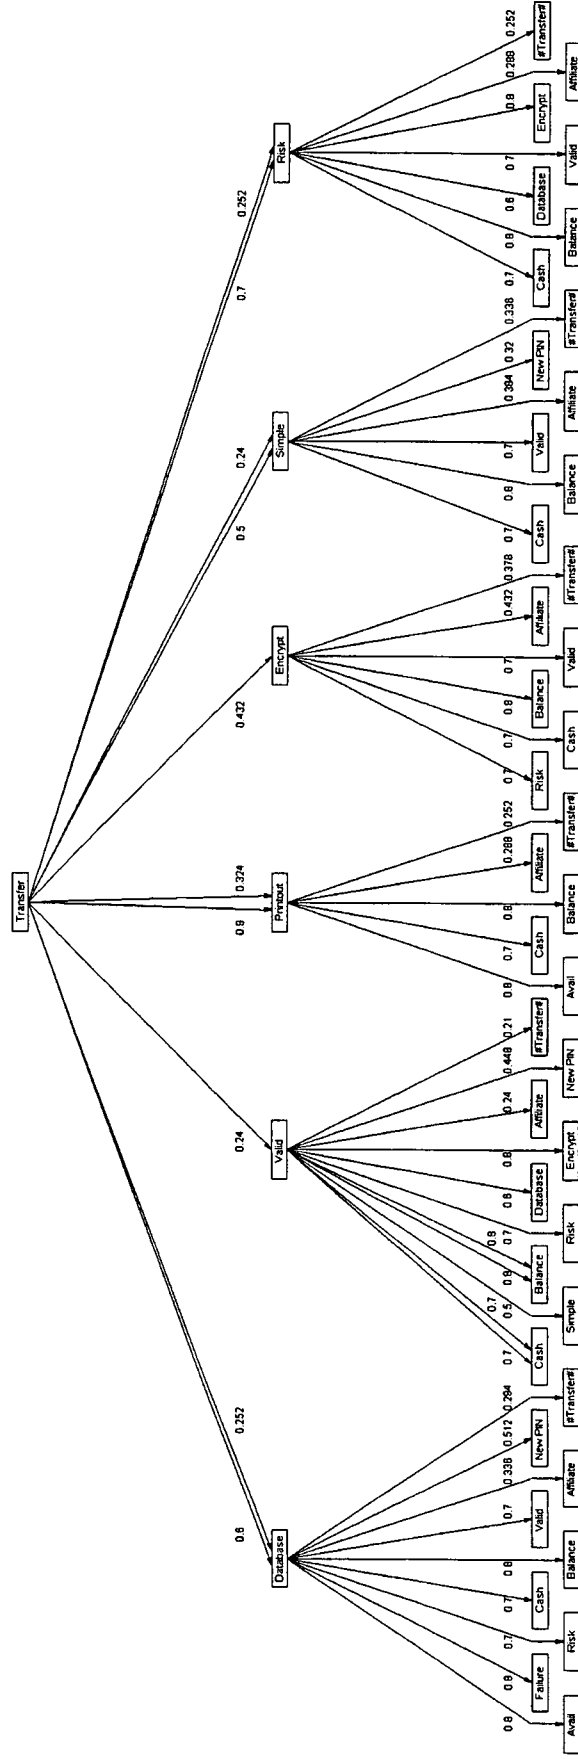 Transfer
0.6 0.252 0.24 0.9 0.324 0.432 0.5 0.24 0.7 0.252
Database Valid Printout Encrypt Simple Risk
0.7 0.8
0.8 0.8 0.7 0.7 0.8 0.7 0.336 0.512 0.294 0.7 0.5 0.8 0.7 0.6 0.8 0.24 0.448 0.21 0.8 0.7 0.8 0.288 0.252 0.7 0.7 0.8 0.7 0.432 0.378 0.7 0.8 0.7 0.384 0.32 0.336 0.7 0.8 0.6 0.7 0.8 0.288 0.252
Failure Cash Valid New PIN Cash Balance Database Affiliate #Transfer# Cash Affiliate Risk Balance Affiliate Cash Valid New PIN Cash Database Encrypt #Transfer#
Avail Risk Balance Affiliate #Transfer# Simple Risk Encrypt New PIN Avail Balance #Transfer# Cash Valid #Transfer# Balance Affiliate #Transfer# Balance Valid Affiliate